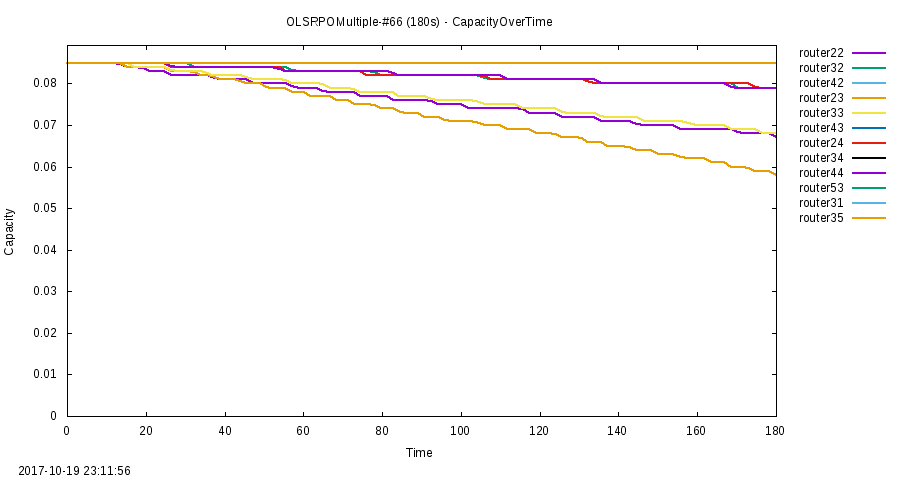 OLSRPOMultiple-#66 (180s) - CapacityOverTime
router22
router32
router42
router23
router33
router43
router24
router34
router44
router53
router31
router35
0.08
0.07
0.06
0.05
0.04
0.03
0.02
0.01
0
Capacity
0 20 40 60 80 100 120 140 160 180
Time
2017-10-19 23:11:56